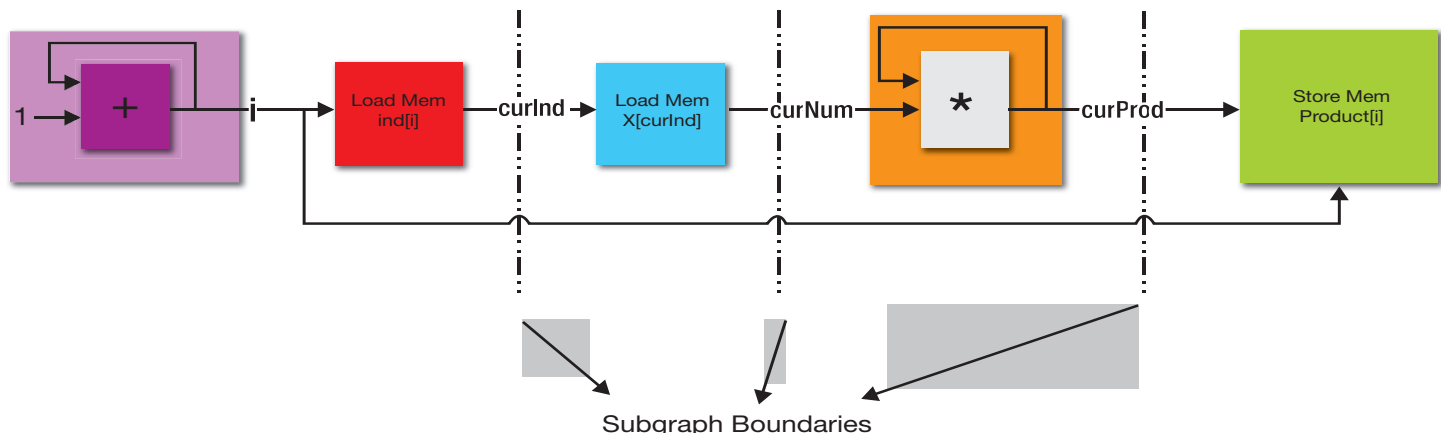 1
+
i
Load Mem
ind[i]
curInd
Load Mem
X[curInd]
curNum
*
curProd
Store Mem
Product[i]
Subgraph Boundaries